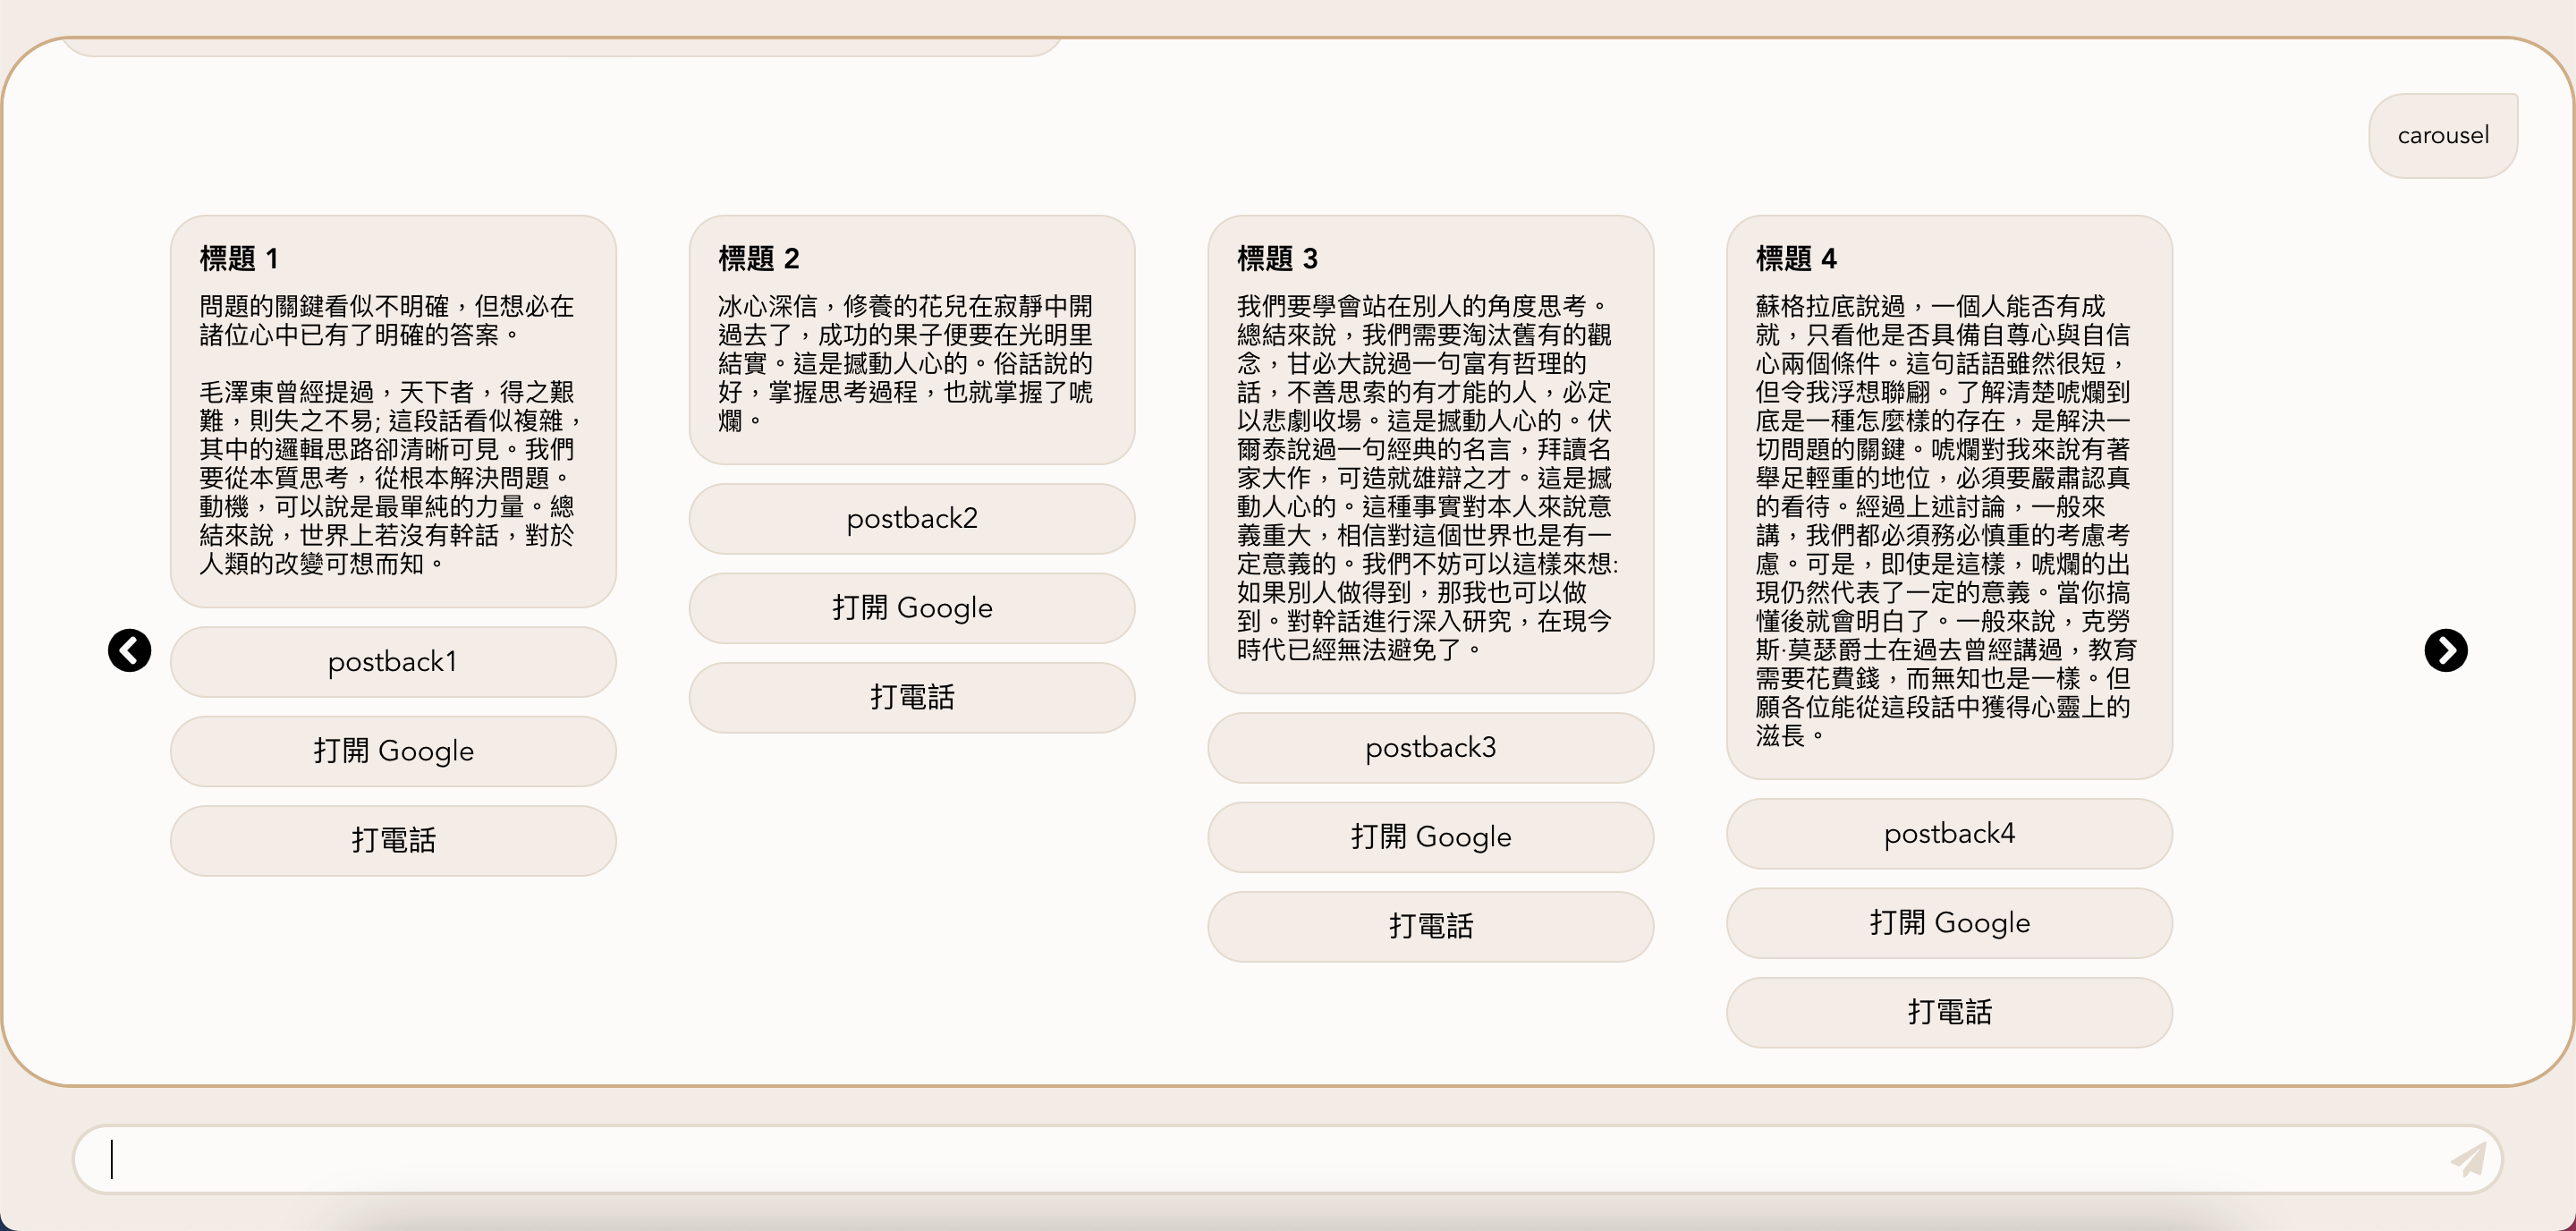 carousel
標題 1
問題的關鍵看似不明確，但想必在
諸位心中已有了明確的答案。
毛澤東曾經提過，天下者，得之艱
難，則失之不易; 這段話看似複雜，
其中的邏輯思路卻清晰可見。我們
要從本質思考，從根本解決問題。
動機，可以說是最單純的力量。總
結來說，世界上若沒有幹話，對於
人類的改變可想而知。
postback1
打開 Google
打電話
標題 2
冰心深信，修養的花兒在寂靜中開
過去了，成功的果子便要在光明里
結實。這是撼動人心的。俗話說的
好，掌握思考過程，也就掌握了唬
爛。
postback2
打開 Google
打電話
標題 3
我們要學會站在別人的角度思考。
總結來說，我們需要淘汰舊有的觀
念，甘必大說過一句富有哲理的
話，不善思索的有才能的人，必定
以悲劇收場。這是撼動人心的。伏
爾泰說過一句經典的名言，拜讀名
家大作，可造就雄辯之才。這是撼
動人心的。這種事實對本人來說意
義重大，相信對這個世界也是有一
定意義的。我們不妨可以這樣來想:
如果別人做得到，那我也可以做
到。對幹話進行深入研究，在現今
時代已經無法避免了。
postback3
打開 Google
打電話
標題 4
蘇格拉底說過，一個人能否有成
就，只看他是否具備自尊心與自信
心兩個條件。這句話語雖然很短，
但令我浮想聯翩。了解清楚唬爛到
底是一種怎麼樣的存在，是解決一
切問題的關鍵。唬爛對我來說有著
舉足輕重的地位，必須要嚴肅認真
的看待。經過上述討論，一般來
講，我們都必須務必慎重的考慮考
慮。可是，即使是這樣，唬爛的出
現仍然代表了一定的意義。當你搞
懂後就會明白了。一般來說，克勞
斯·莫瑟爵士在過去曾經講過，教育
需要花費錢，而無知也是一樣。但
願各位能從這段話中獲得心靈上的
滋長。
postback4
打開 Google
打電話